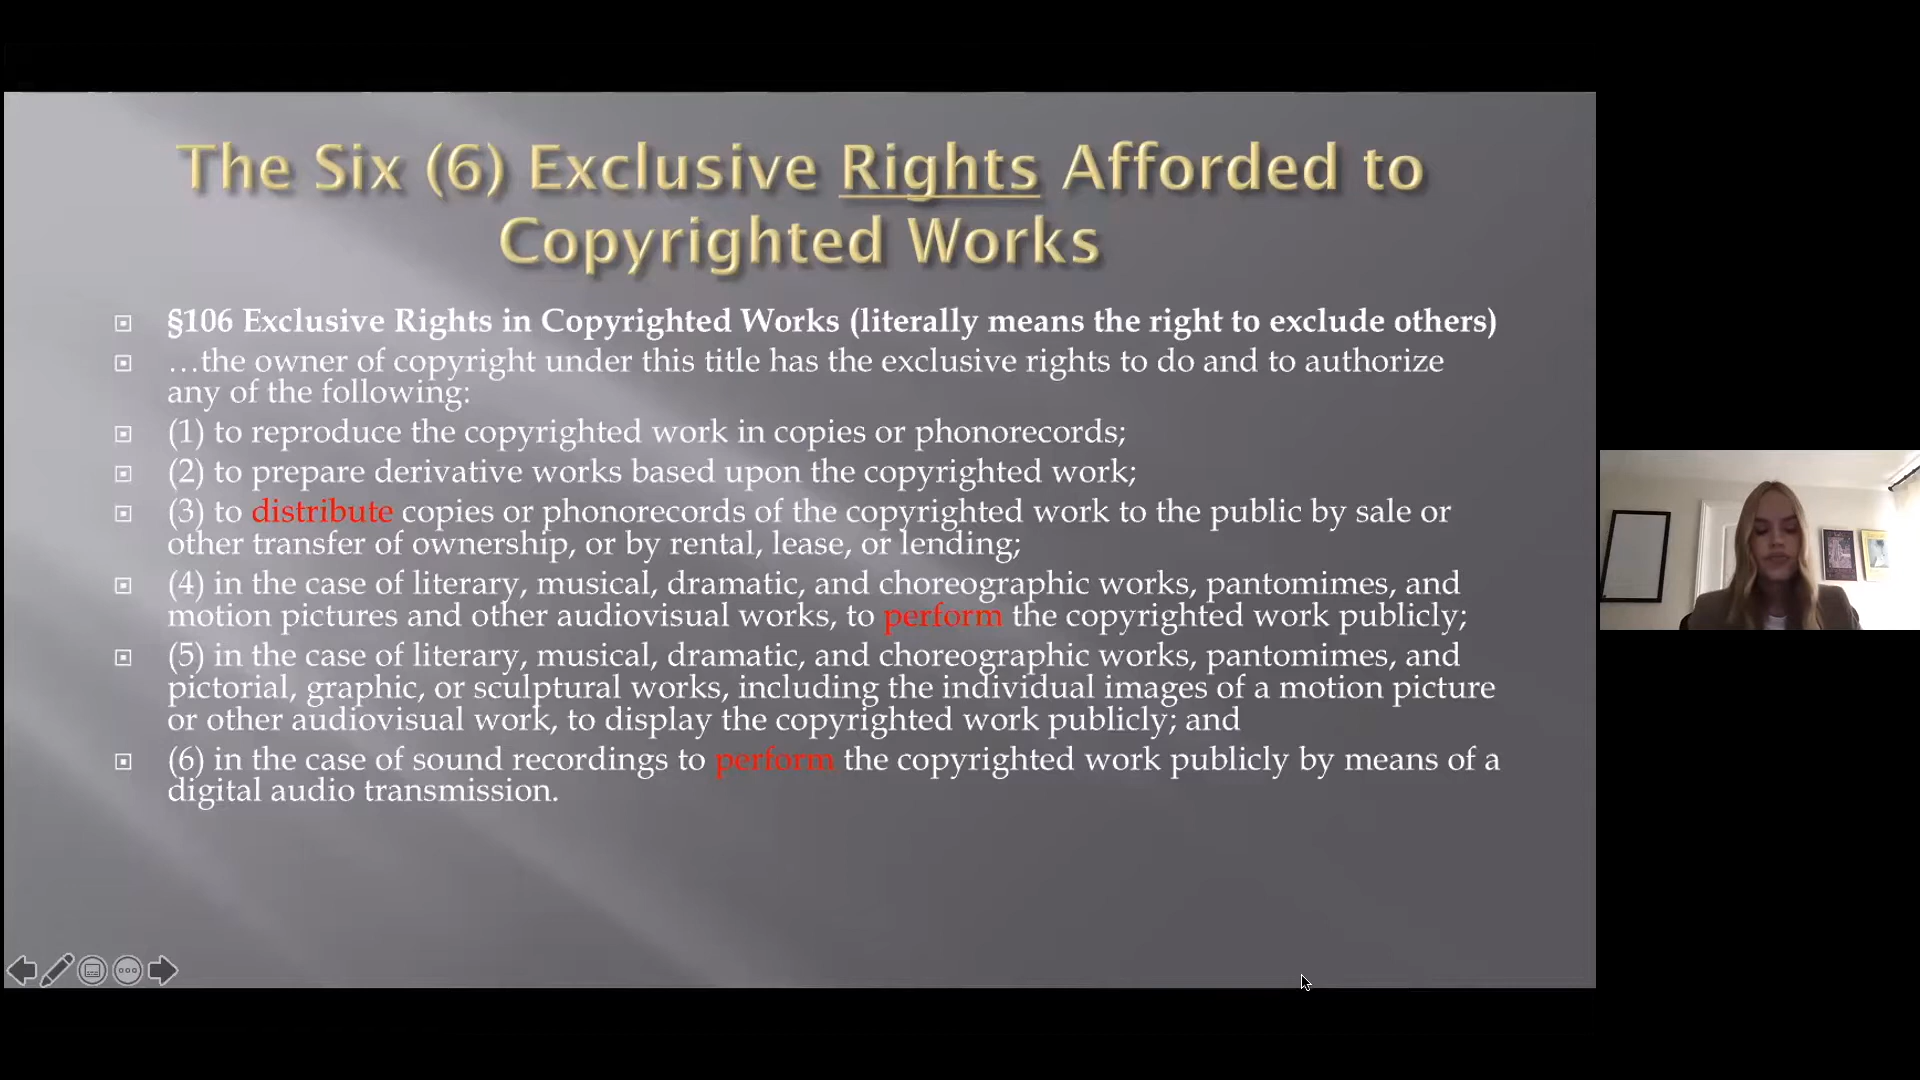 The Six (6) Exclusive Rights Afforded to
Copyrighted Works
§106 Exclusive Rights in Copyrighted Works (literally means the right to exclude others)
…the owner of copyright under this title has the exclusive rights to do and to authorize
any of the following:
(1) to reproduce the copyrighted work in copies or phonorecords;
(2) to prepare derivative works based upon the copyrighted work;
(3) to distribute copies or phonorecords of the copyrighted work to the public by sale or
other transfer of ownership, or by rental, lease, or lending;
(4) in the case of literary, musical, dramatic, and choreographic works, pantomimes, and
motion pictures and other audiovisual works, to perform the copyrighted work publicly;
(5) in the case of literary, musical, dramatic, and choreographic works, pantomimes, and
pictorial, graphic, or sculptural works, including the individual images of a motion picture
or other audiovisual work, to display the copyrighted work publicly; and
(6) in the case of sound recordings to perform the copyrighted work publicly by means of a
digital audio transmission.